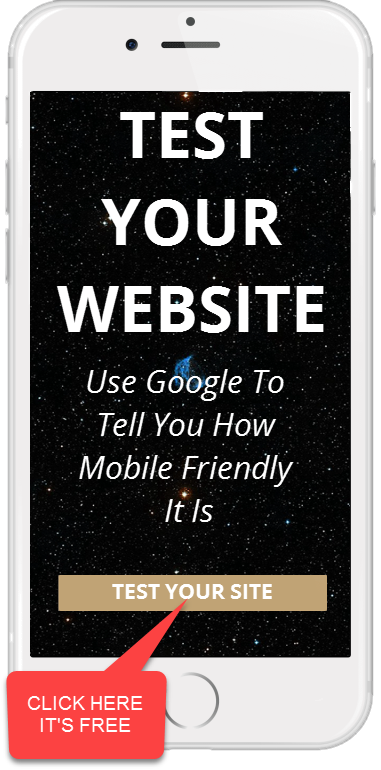 TEST
YOUR
WEBSITE
Use Google To
Tell You How
Mobile Friendly
It Is
TEST YOUR SITE
CLICK HERE
IT'S FREE